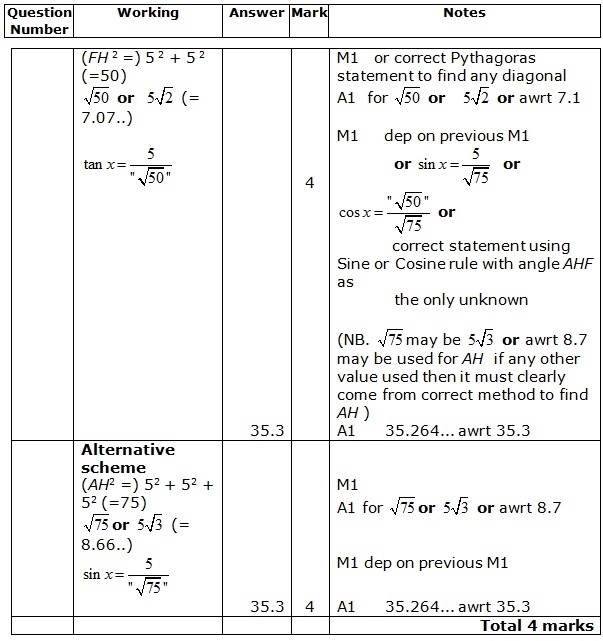 Question Number Working Answer Mark Notes
(FH² =) 5² + 5²
(=50)
√50 or 5√2 (=
7.07..)
tan x = 5/"√50"
4
35.3
M1 or correct Pythagoras
statement to find any diagonal
A1 for √50 or 5√2 or awrt 7.1
M1 dep on previous M1
or sin x = 5/√75 or
cos x = "√50"/√75 or
correct statement using
Sine or Cosine rule with angle AHF
as
the only unknown
(NB. √75 may be 5√3 or awrt 8.7
may be used for AH if any other
value used then it must clearly
come from correct method to find
AH )
A1 35.264... awrt 35.3
Alternative
scheme
(AH² =) 5² + 5² +
5² (=75)
√75 or 5√3 (=
8.66..)
sin x = 5/"√75"
35.3
4
M1
A1 for √75 or 5√3 or awrt 8.7
M1 dep on previous M1
A1 35.264... awrt 35.3
Total 4 marks